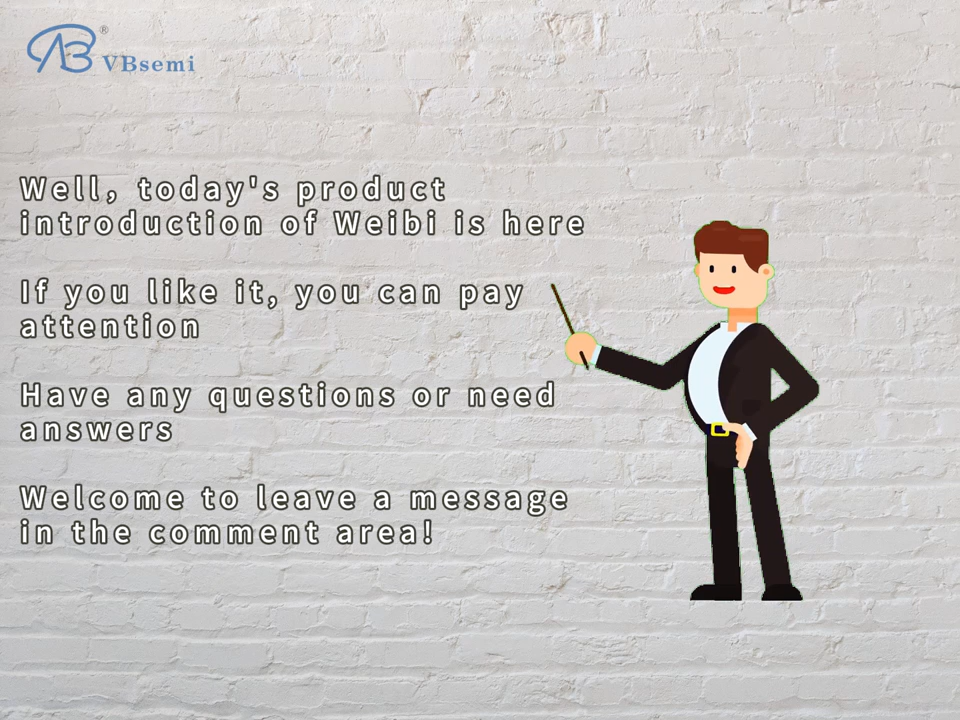 VBsemi
Well, today's product
introduction of Weibi is here
If you like it, you can pay
attention
Have any questions or need
answers
Welcome to leave a message
in the comment area!